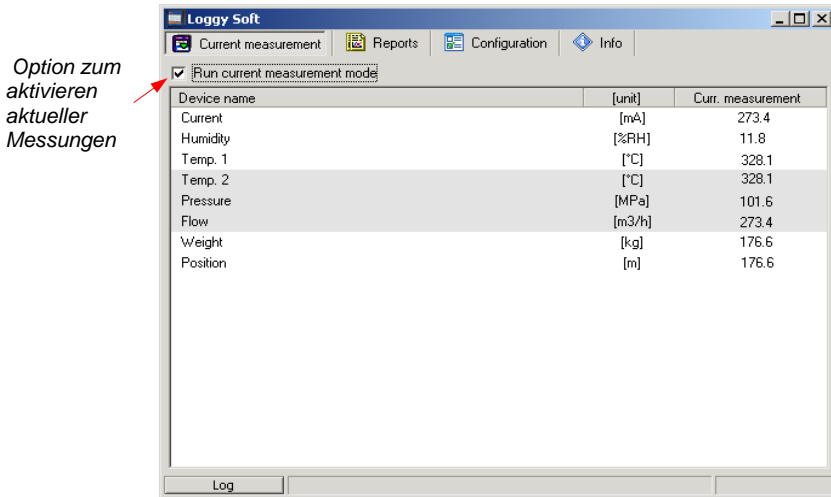 Loggy Soft
Current measurement Reports Configuration Info
Option zum
aktivieren
aktueller
Messungen
Run current measurement mode
Device name [unit] Curr. measurement
Current [mA] 273.4
Humidity [%RH] 11.8
Temp. 1 [°C] 328.1
Temp. 2 [°C] 328.1
Pressure [MPa] 101.6
Flow [m3/h] 273.4
Weight [kg] 176.6
Position [m] 176.6
Log